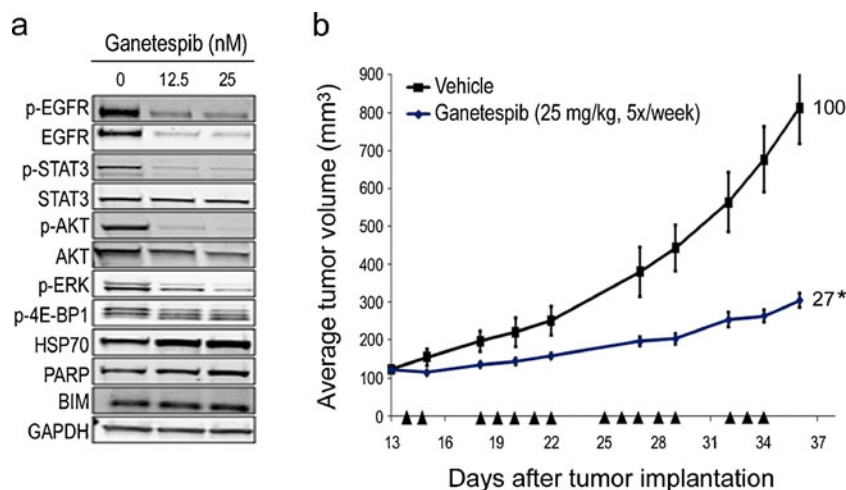 a
Ganetespib (nM)
0 12.5 25
p-EGFR
EGFR
p-STAT3
STAT3
p-AKT
AKT
p-ERK
p-4E-BP1
HSP70
PARP
BIM
GAPDH
b
Average tumor volume (mm³)
900
800
700
600
500
400
300
200
100
0
Vehicle
Ganetespib (25 mg/kg, 5x/week)
100
27*
13 16 19 22 25 28 31 34 37
Days after tumor implantation